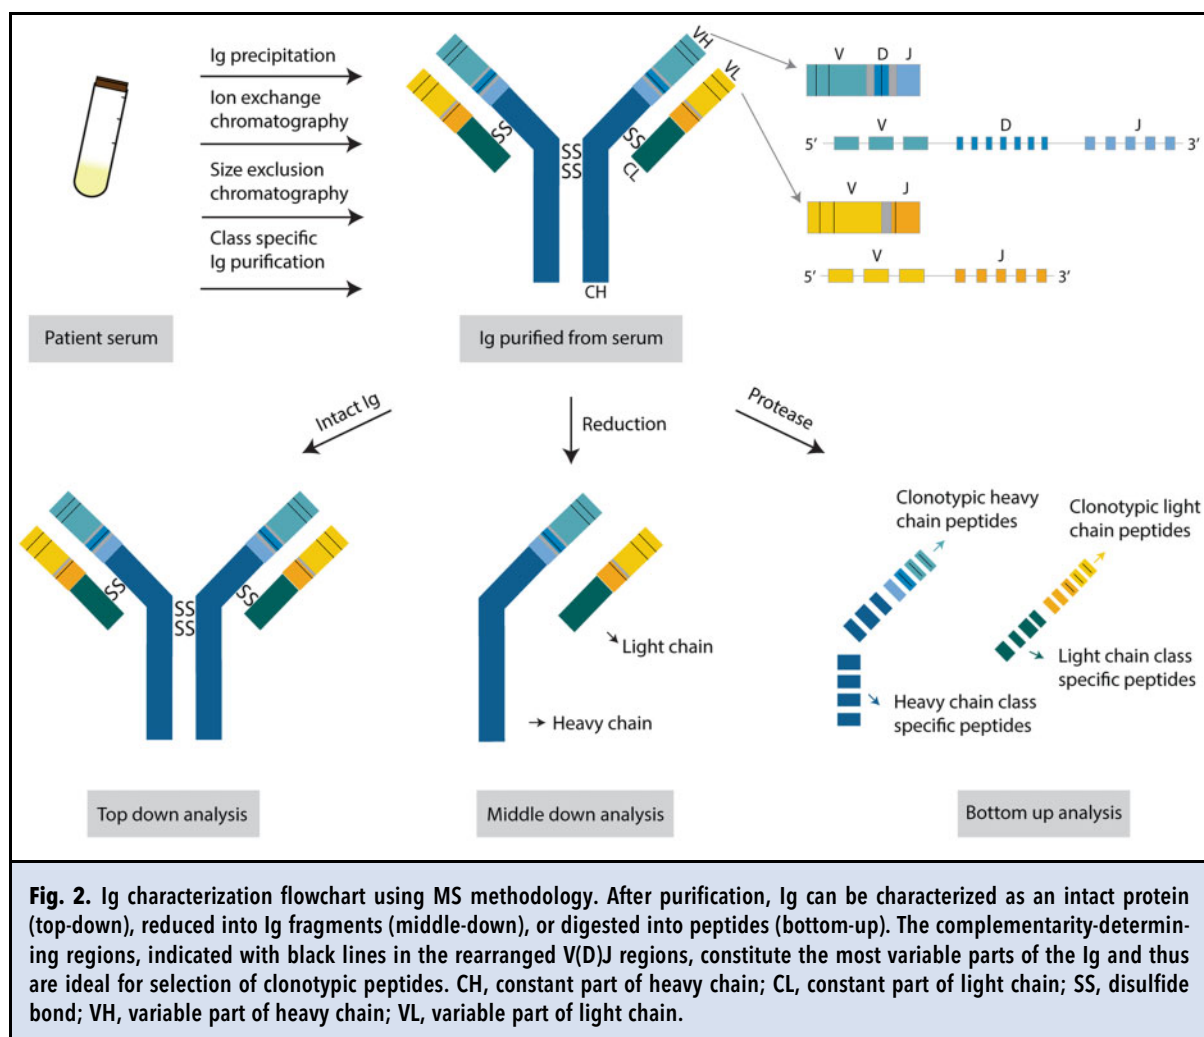 Ig precipitation
Ion exchange
chromatography
Size exclusion
chromatography
Class specific
Ig purification
VH
VL
SS
SS
SS
SS
CL
CH
V D J
V D J
5' 3'
V J
V J
5' 3'
Patient serum
Ig purified from serum
Intact Ig
Reduction
Protease
SS
SS
SS
SS
Light chain
Heavy chain
Clonotypic heavy
chain peptides
Clonotypic light
chain peptides
Light chain class
specific peptides
Heavy chain class
specific peptides
Top down analysis
Middle down analysis
Bottom up analysis
Fig. 2. Ig characterization flowchart using MS methodology. After purification, Ig can be characterized as an intact protein
(top-down), reduced into Ig fragments (middle-down), or digested into peptides (bottom-up). The complementarity-determin-
ing regions, indicated with black lines in the rearranged V(D)J regions, constitute the most variable parts of the Ig and thus
are ideal for selection of clonotypic peptides. CH, constant part of heavy chain; CL, constant part of light chain; SS, disulfide
bond; VH, variable part of heavy chain; VL, variable part of light chain.